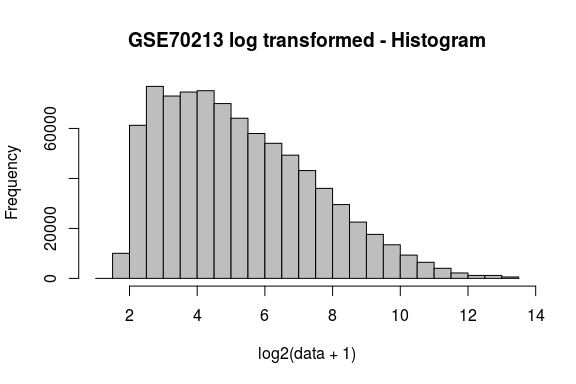 GSE70213 log transformed - Histogram
Frequency
60000
20000
0
2 4 6 8 10 12 14
log2(data + 1)